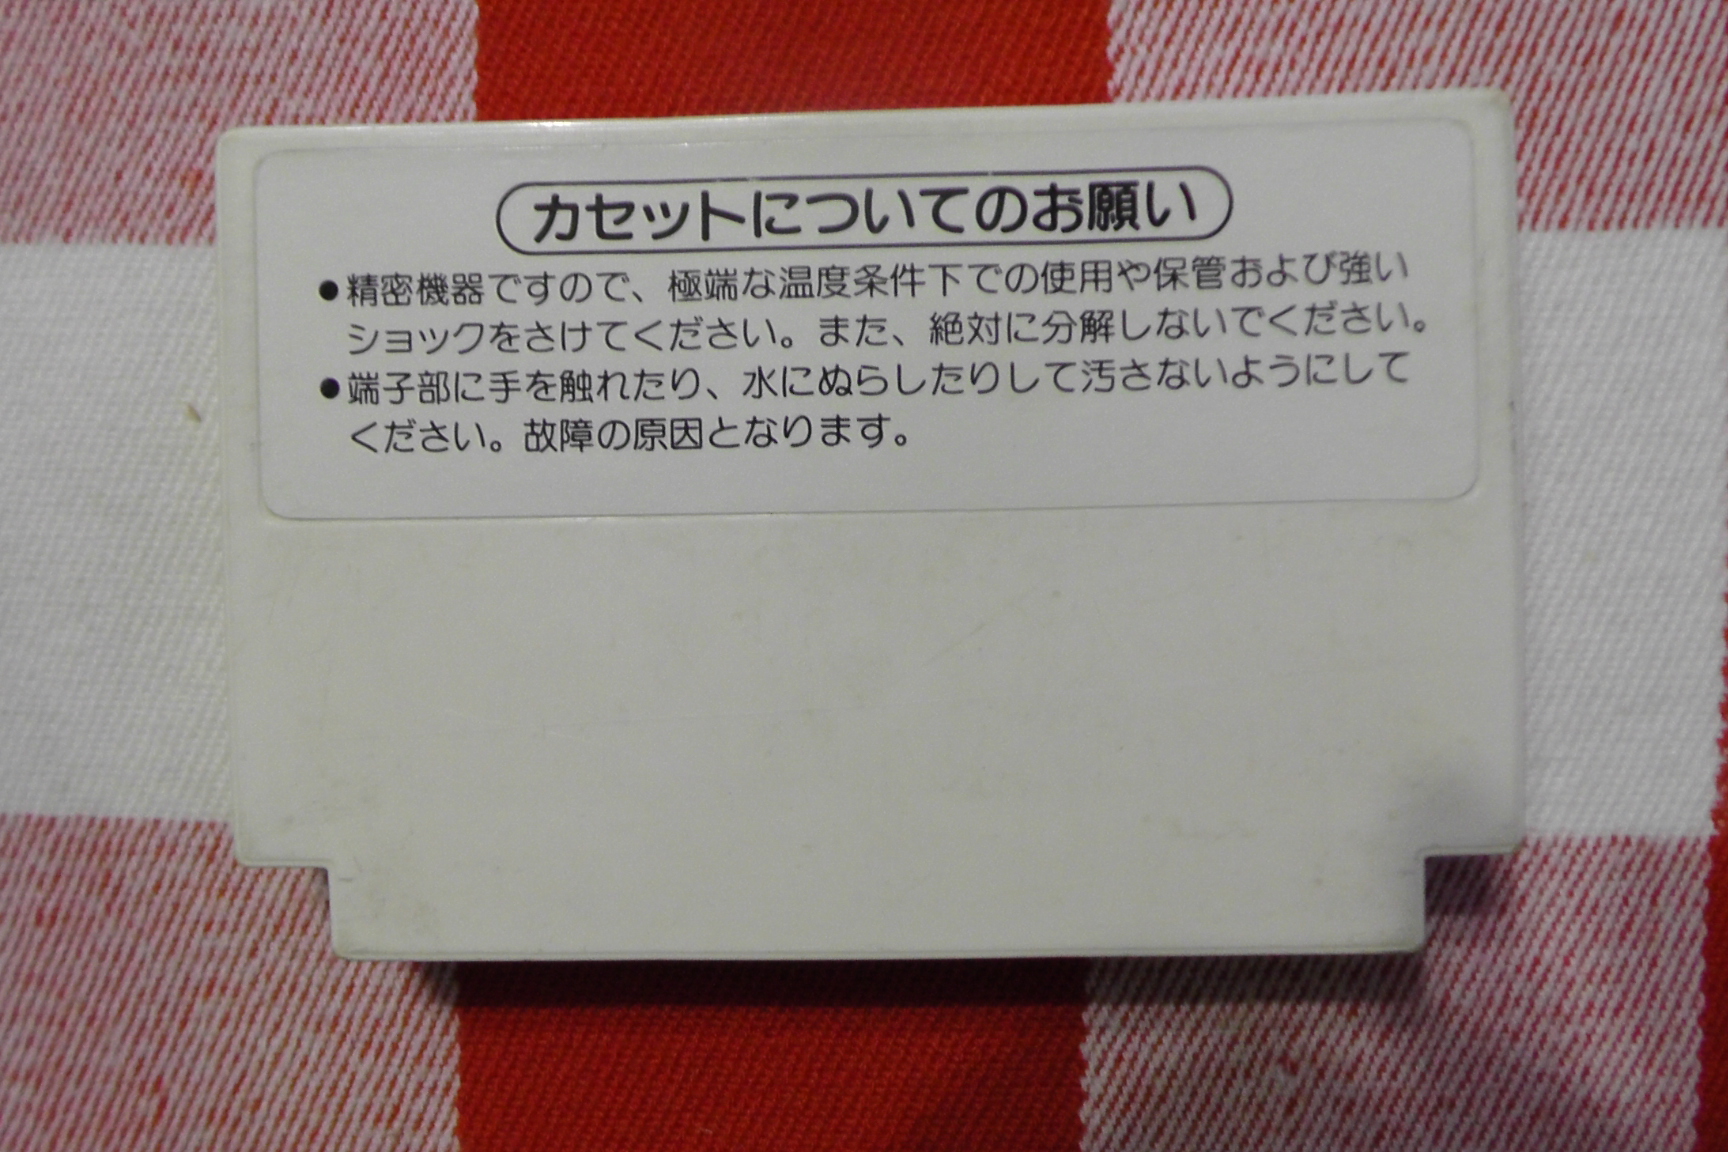 カセットについてのお願い
●精密機器ですので、極端な温度条件下での使用や保管および強い
ショックをさけてください。また、絶対に分解しないでください。
●端子部に手を触れたり、水にぬらしたりして汚さないようにして
ください。故障の原因となります。